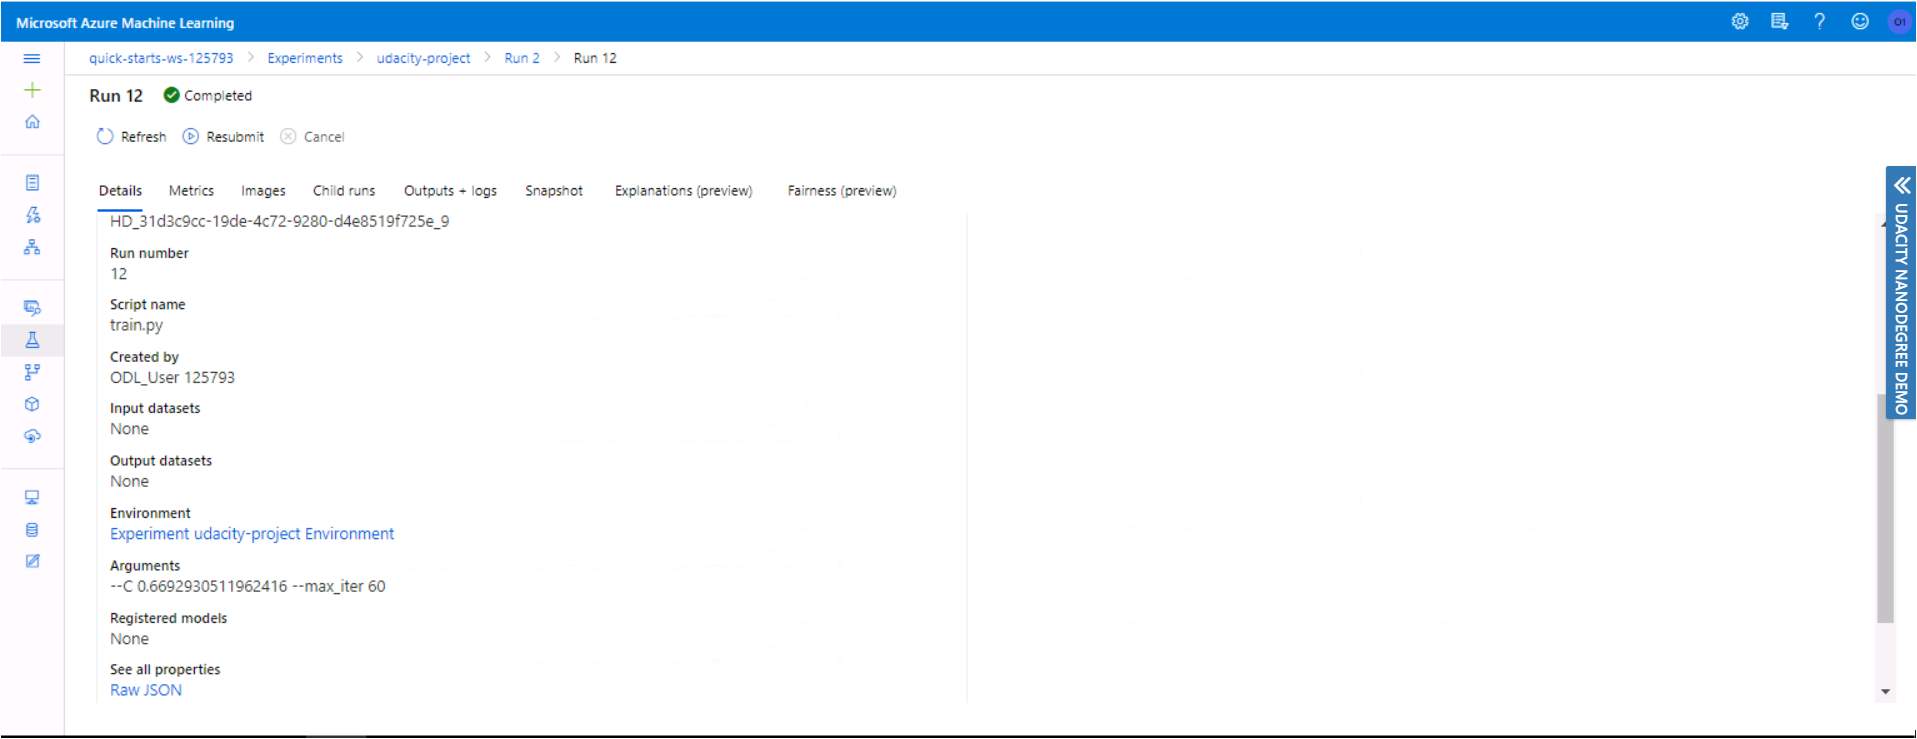 Microsoft Azure Machine Learning
O1
quick-starts-ws-125793 > Experiments > udacity-project > Run 2 > Run 12
Run 12 Completed
Refresh Resubmit Cancel
Details Metrics Images Child runs Outputs + logs Snapshot Explanations (preview) Fairness (preview)
HD_31d3c9cc-19de-4c72-9280-d4e8519f725e_9
Run number
12
Script name
train.py
Created by
ODL_User 125793
Input datasets
None
Output datasets
None
Environment
Experiment udacity-project Environment
Arguments
--C 0.6692930511962416 --max_iter 60
Registered models
None
See all properties
Raw JSON
UDACITY NANODEGREE DEMO